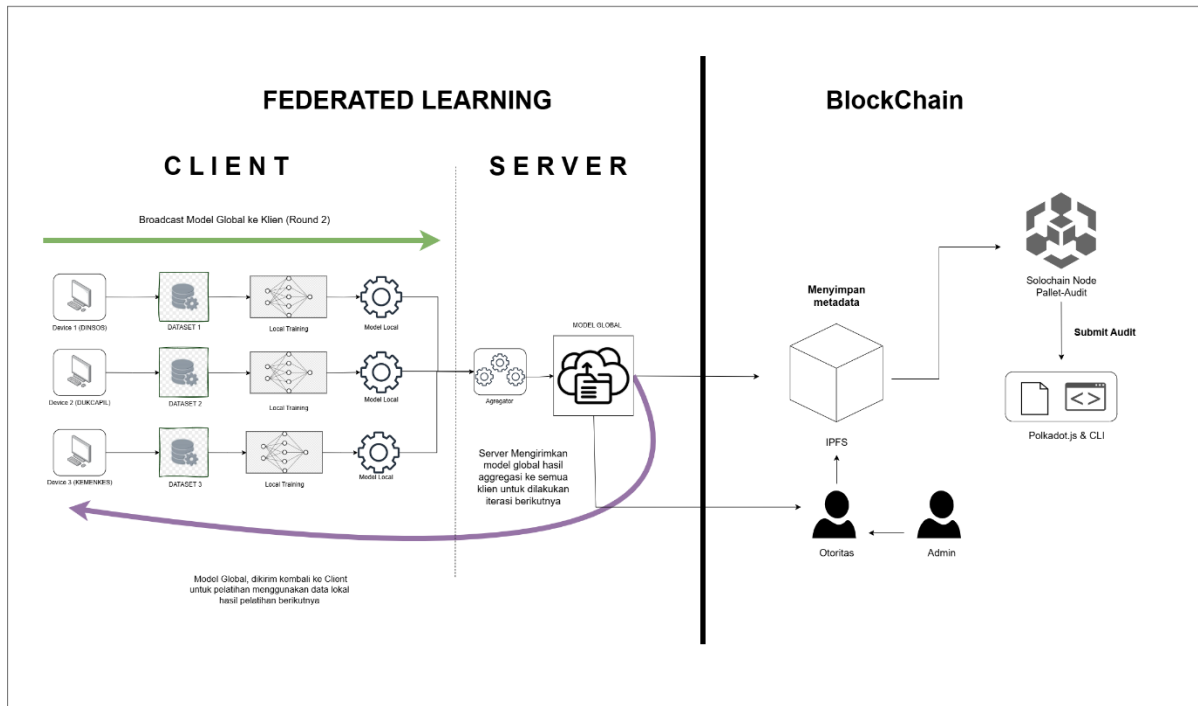 FEDERATED LEARNING
BlockChain
CLIENT
SERVER
Broadcast Model Global ke Klien (Round 2)
Device 1 (DINSOS)
DATASET 1
Local Training
Model Local
Device 2 (DUKCAPIL)
DATASET 2
Local Training
Model Local
Device 3 (KEMENKES)
DATASET 3
Local Training
Model Local
Agregator
MODEL GLOBAL
Server Mengirimkan
model global hasil
aggregasi ke semua
klien untuk dilakukan
iterasi berikutnya
Model Global, dikirim kembali ke Client
untuk pelatihan menggunakan data lokal
hasil pelatihan berikutnya
Menyimpan
metadata
IPFS
Otoritas
Admin
Solochain Node
Pallet-Audit
Submit Audit
Polkadot.js & CLI